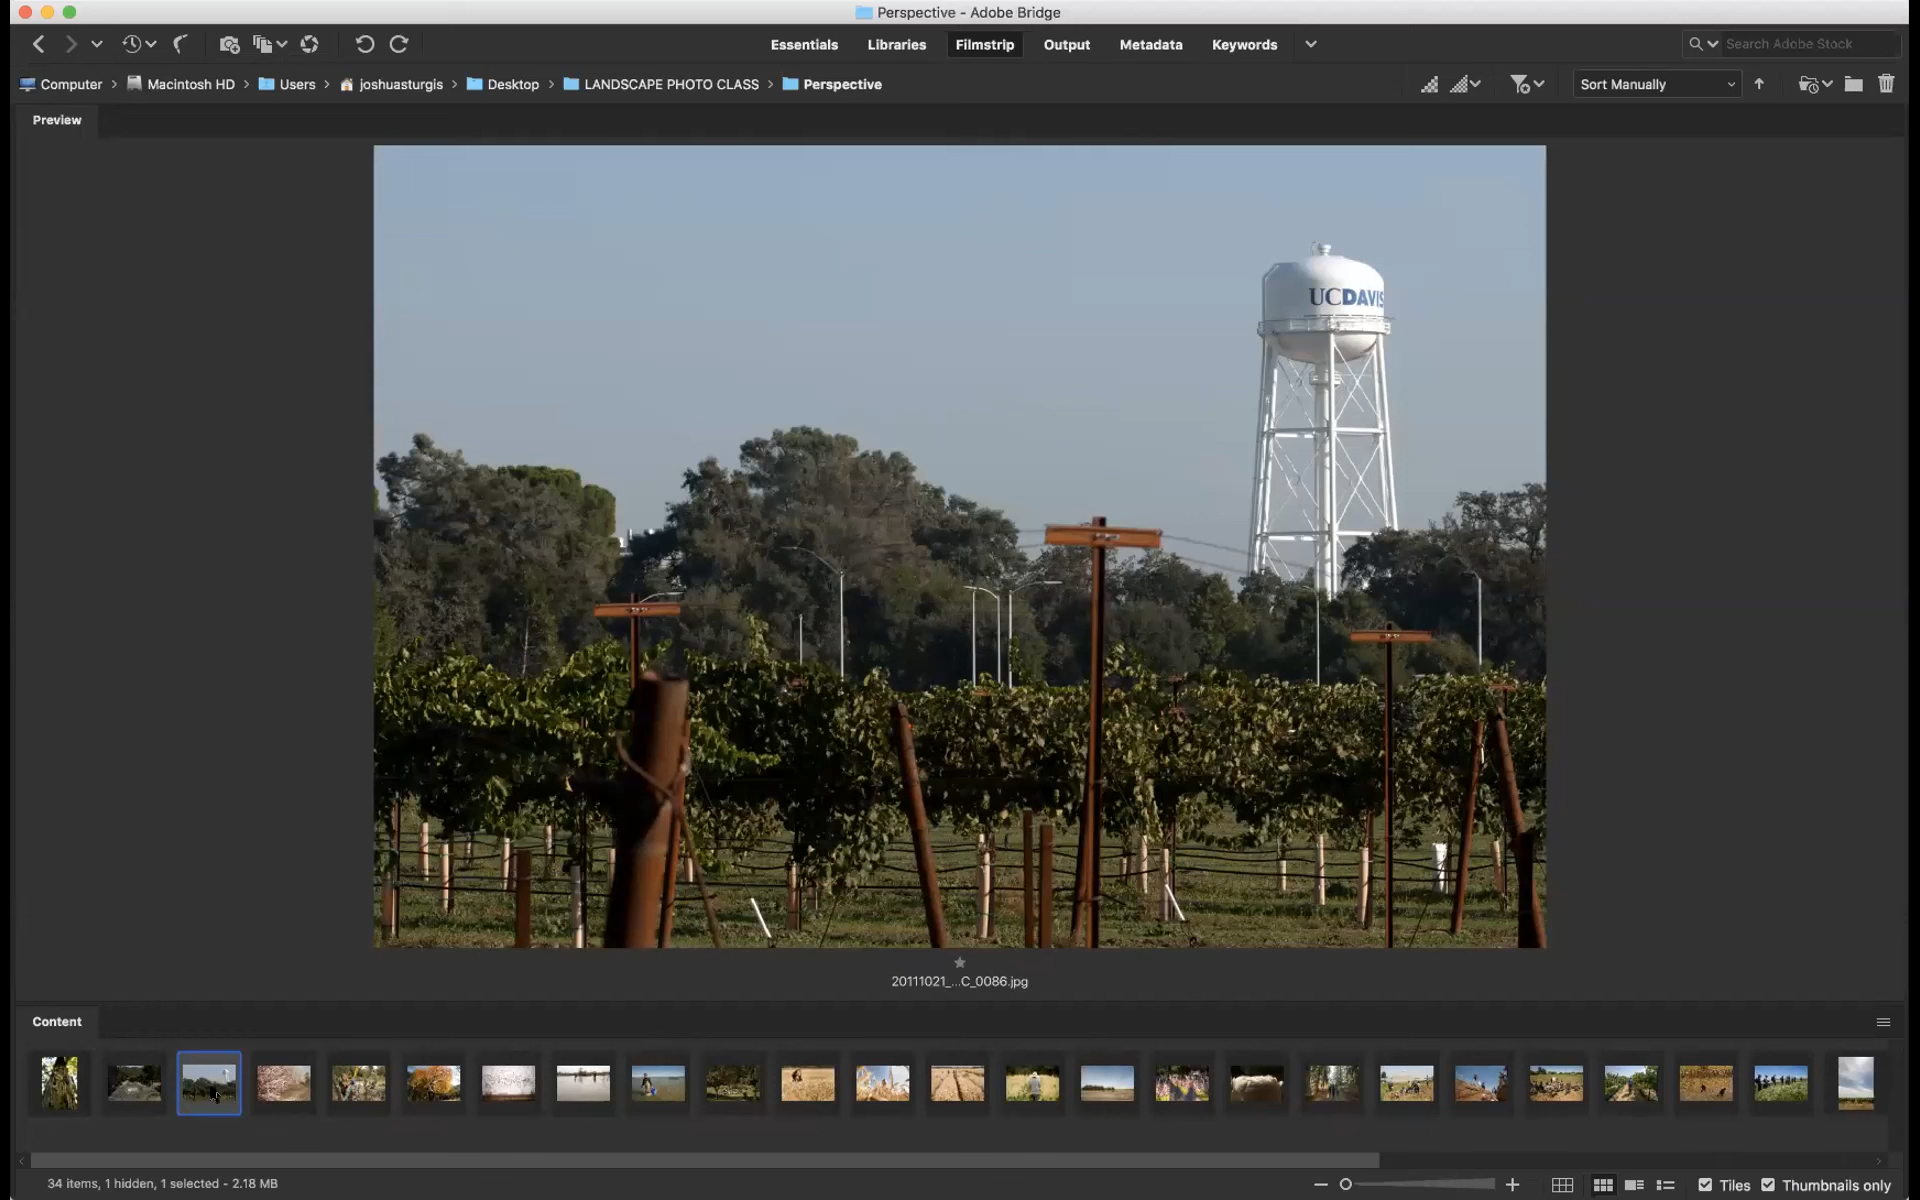 Perspective - Adobe Bridge
Essentials Libraries Filmstrip Output Metadata Keywords Search Adobe Stock
Computer Macintosh HD Users joshuasturgis Desktop LANDSCAPE PHOTO CLASS Perspective Sort Manually
Preview
UCDAVIS
20111021_...C_0086.jpg
Content
34 items, 1 hidden, 1 selected - 2.18 MB Tiles Thumbnails only